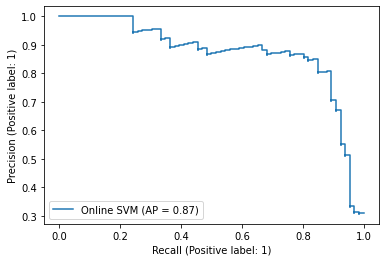 1.0
0.9
0.8
0.7
0.6
0.5
0.4
0.3
Precision (Positive label: 1)
Online SVM (AP = 0.87)
0.0 0.2 0.4 0.6 0.8 1.0
Recall (Positive label: 1)